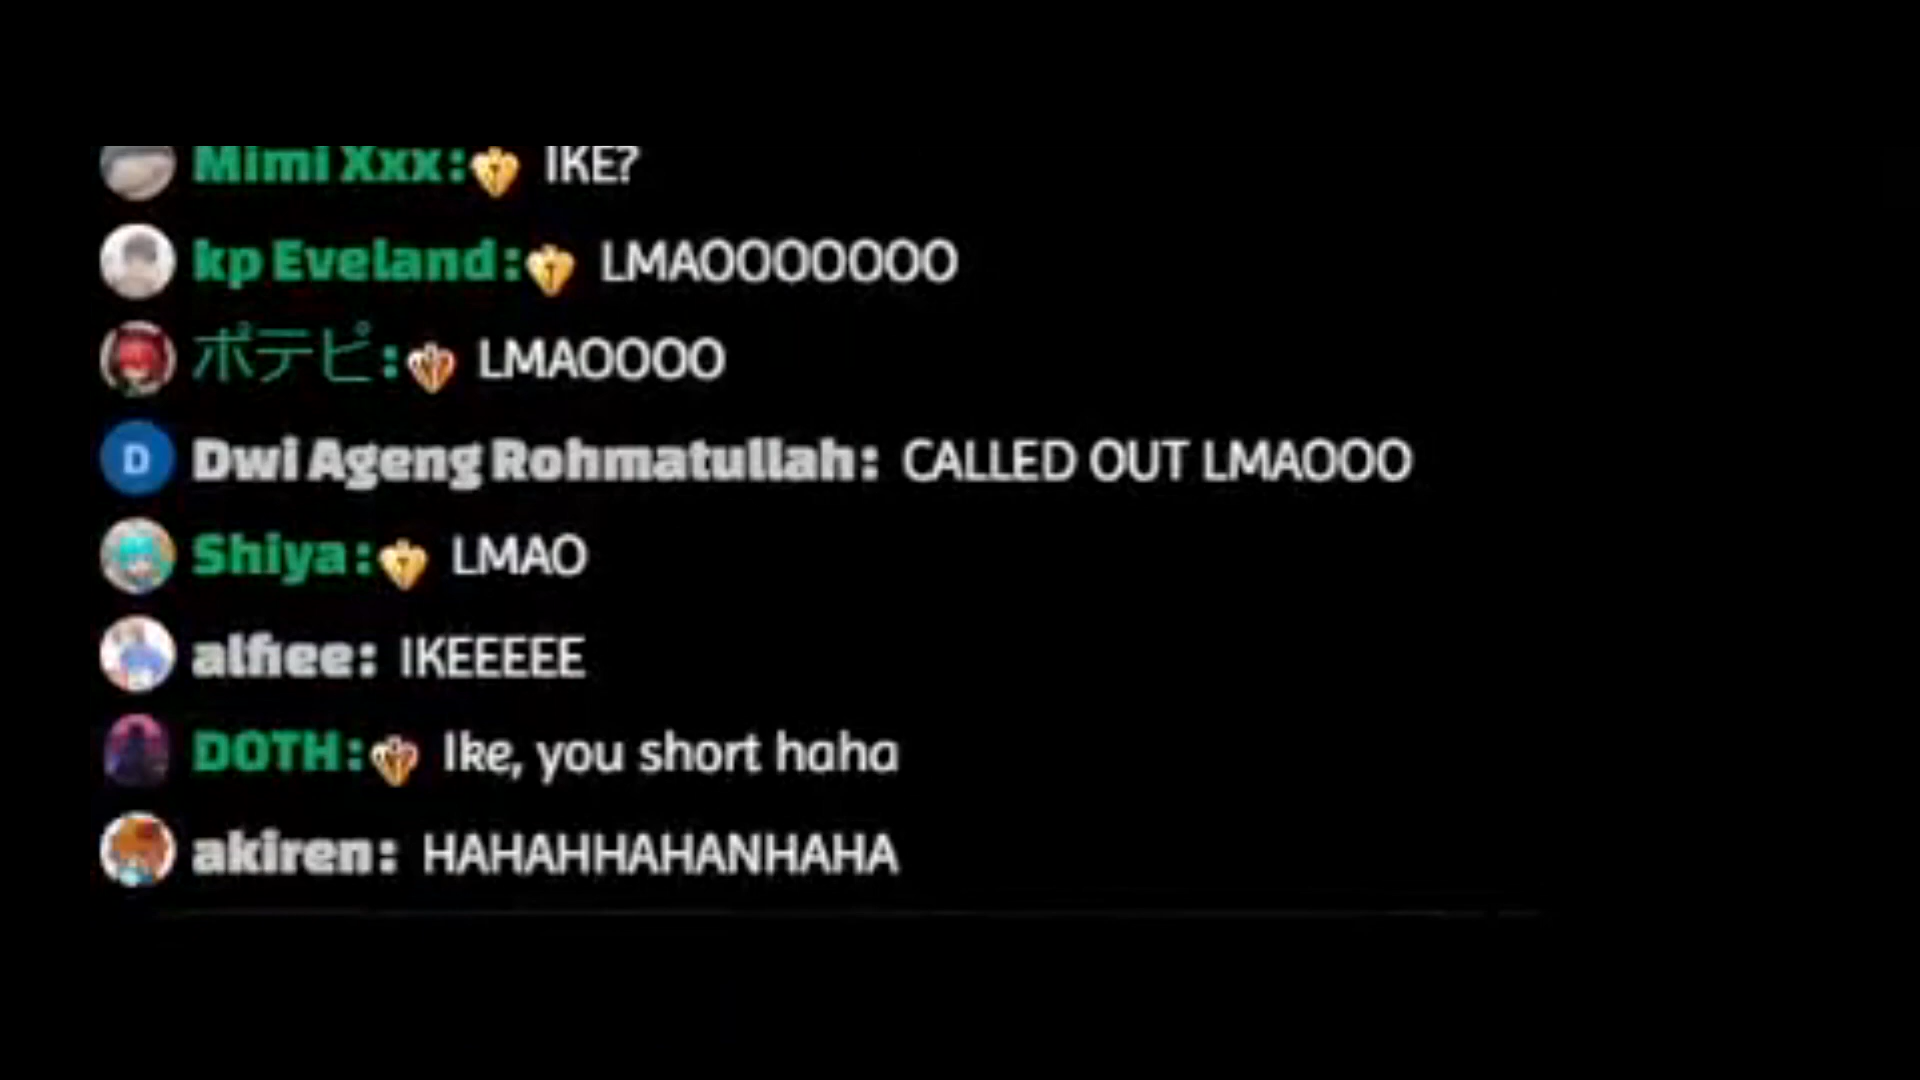 Mimi Xxx: IKE?
kp Eveland: LMAOOOOOOO
ポテピ: LMAOOOO
D Dwi Ageng Rohmatullah: CALLED OUT LMAOOO
Shiya: LMAO
alfiee: IKEEEEE
DOTH: Ike, you short haha
akiren: HAHAHHAHANHAHA